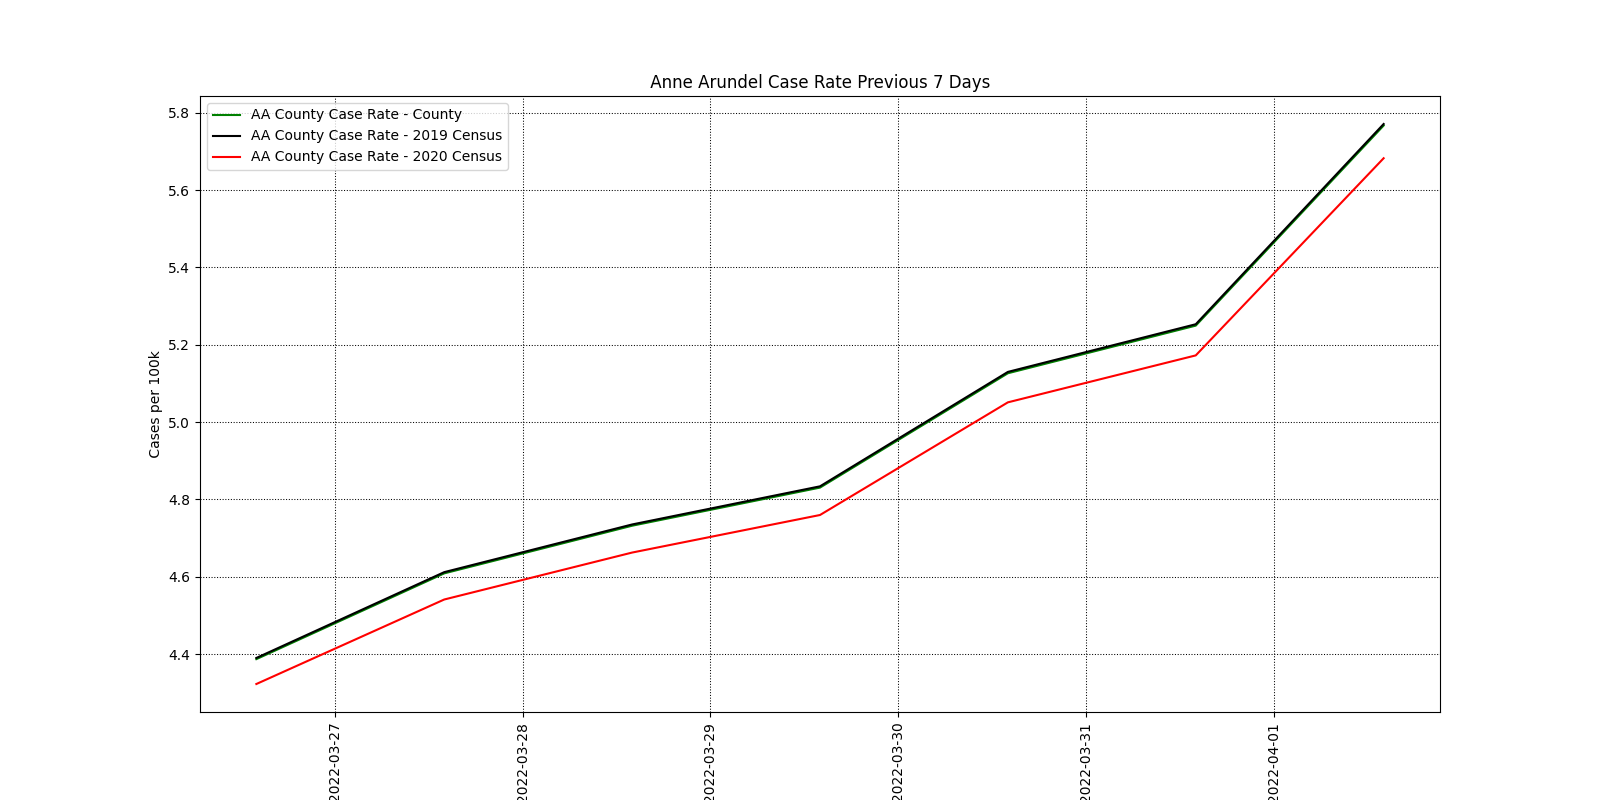 Anne Arundel Case Rate Previous 7 Days
AA County Case Rate - County
AA County Case Rate - 2019 Census
AA County Case Rate - 2020 Census
Cases per 100k
5.8
5.6
5.4
5.2
5.0
4.8
4.6
4.4
2022-03-27
2022-03-28
2022-03-29
2022-03-30
2022-03-31
2022-04-01